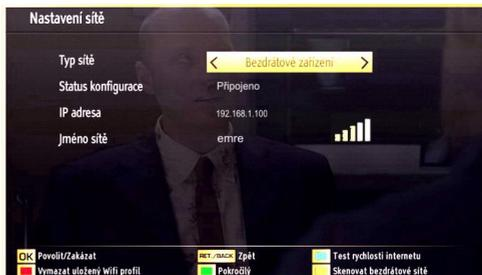 Nastavení sítě
Typ sítě
Bezdrátové zařízení
Status konfigurace
Připojeno
IP adresa
192.168.1.100
Jméno sítě
emre
OK Povolit/Zakázat
RET./BACK Zpět
Test rychlosti internetu
Vymazat uložený Wifi profil
Pokročilý
Skenovat bezdrátové sítě